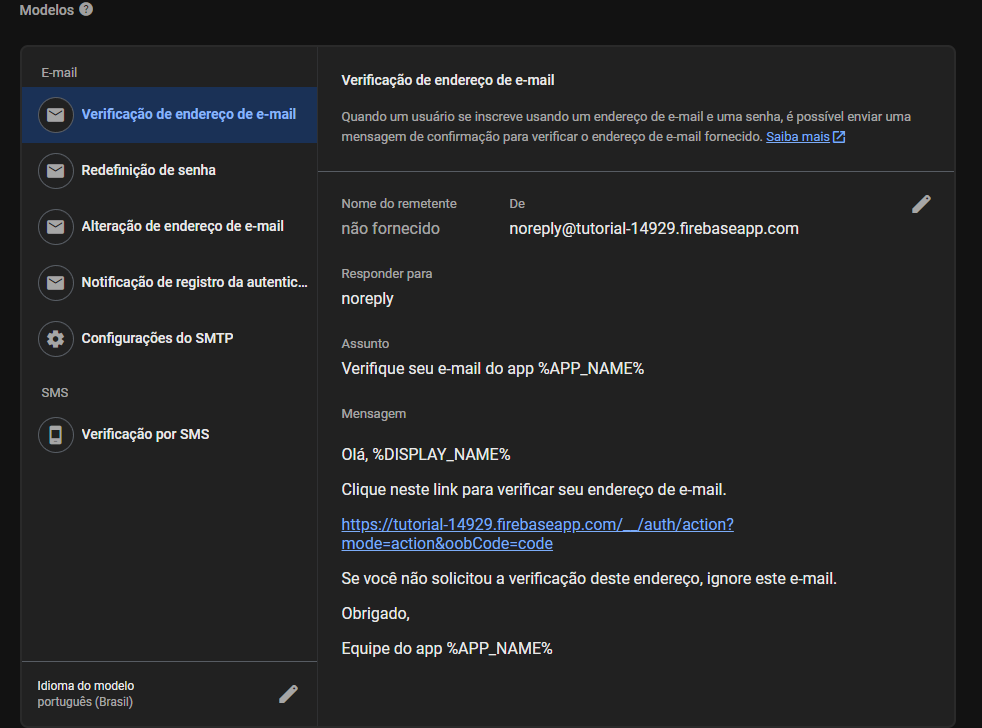 Modelos
E-mail
Verificação de endereço de e-mail
Redefinição de senha
Alteração de endereço de e-mail
Notificação de registro da autentic...
Configurações do SMTP
SMS
Verificação por SMS
Idioma do modelo
português (Brasil)
Verificação de endereço de e-mail
Quando um usuário se inscreve usando um endereço de e-mail e uma senha, é possível enviar uma
mensagem de confirmação para verificar o endereço de e-mail fornecido. Saiba mais
Nome do remetente
não fornecido
De
noreply@tutorial-14929.firebaseapp.com
Responder para
noreply
Assunto
Verifique seu e-mail do app %APP_NAME%
Mensagem
Olá, %DISPLAY_NAME%
Clique neste link para verificar seu endereço de e-mail.
https://tutorial-14929.firebaseapp.com/__/auth/action?
mode=action&oobCode=code
Se você não solicitou a verificação deste endereço, ignore este e-mail.
Obrigado,
Equipe do app %APP_NAME%